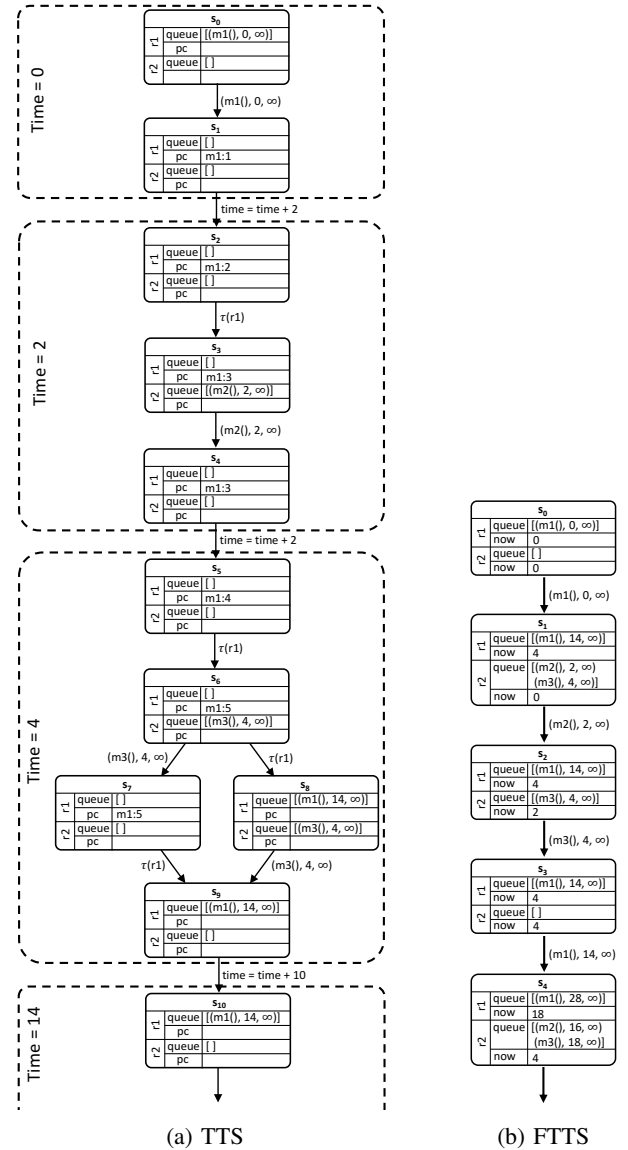 Time = 0
s0
r1 queue [(m1(), 0, ∞)]
pc
r2 queue [ ]
(m1(), 0, ∞)
s1
r1 queue [ ]
pc m1:1
r2 queue [ ]
pc
time = time + 2
Time = 2
s2
r1 queue [ ]
pc m1:2
r2 queue [ ]
pc
τ(r1)
s3
r1 queue [ ]
pc m1:3
r2 queue [(m2(), 2, ∞)]
pc
(m2(), 2, ∞)
s4
r1 queue [ ]
pc m1:3
r2 queue [ ]
pc
time = time + 2
Time = 4
s5
r1 queue [ ]
pc m1:4
r2 queue [ ]
pc
τ(r1)
s6
r1 queue [ ]
pc m1:5
r2 queue [(m3(), 4, ∞)]
pc
(m3(), 4, ∞) τ(r1)
s7
r1 queue [ ]
pc m1:5
r2 queue [ ]
pc
s8
r1 queue [(m1(), 14, ∞)]
pc
r2 queue [(m3(), 4, ∞)]
pc
τ(r1) (m3(), 4, ∞)
s9
r1 queue [(m1(), 14, ∞)]
pc
r2 queue [ ]
pc
time = time + 10
Time = 14
s10
r1 queue [(m1(), 14, ∞)]
pc
r2 queue [ ]
pc
(a) TTS
s0
r1 queue [(m1(), 0, ∞)]
now 0
r2 queue [ ]
now 0
(m1(), 0, ∞)
s1
r1 queue [(m1(), 14, ∞)]
now 4
r2 queue [(m2(), 2, ∞)
(m3(), 4, ∞)]
now 0
(m2(), 2, ∞)
s2
r1 queue [(m1(), 14, ∞)]
now 4
r2 queue [(m3(), 4, ∞)]
now 2
(m3(), 4, ∞)
s3
r1 queue [(m1(), 14, ∞)]
now 4
r2 queue [ ]
now 4
(m1(), 14, ∞)
s4
r1 queue [(m1(), 28, ∞)]
now 18
r2 queue [(m2(), 16, ∞)
(m3(), 18, ∞)]
now 4
(b) FTTS